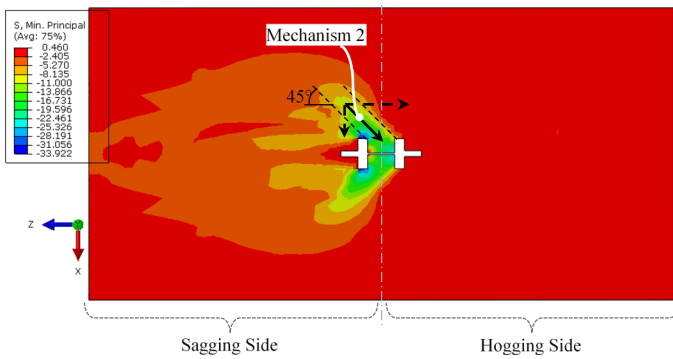 S, Min. Principal
(Avg: 75%)
0.460
-2.405
-5.270
-8.135
-11.000
-13.866
-16.731
-19.596
-22.461
-25.326
-28.191
-31.056
-33.922
Mechanism 2
45°
Z
Y
X
Sagging Side
Hogging Side